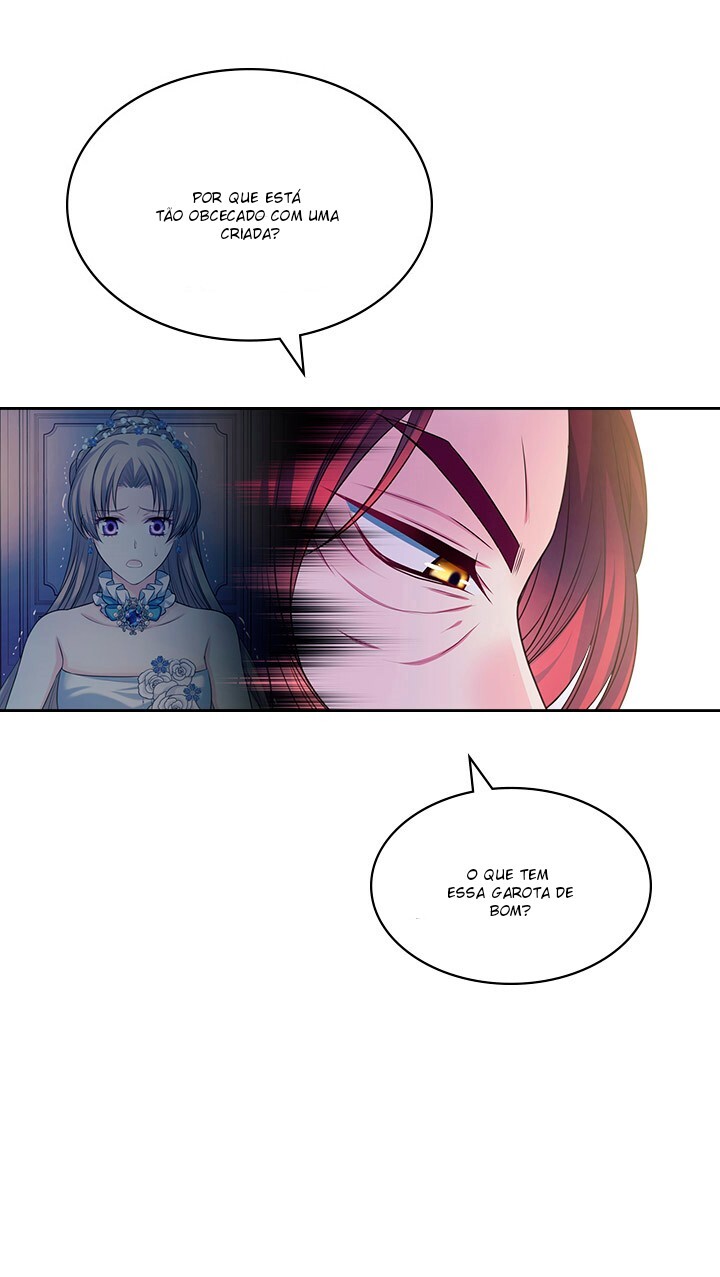 POR QUE ESTÁ
TÃO OBCECADO COM UMA
CRIADA?
O QUE TEM
ESSA GAROTA DE
BOM?